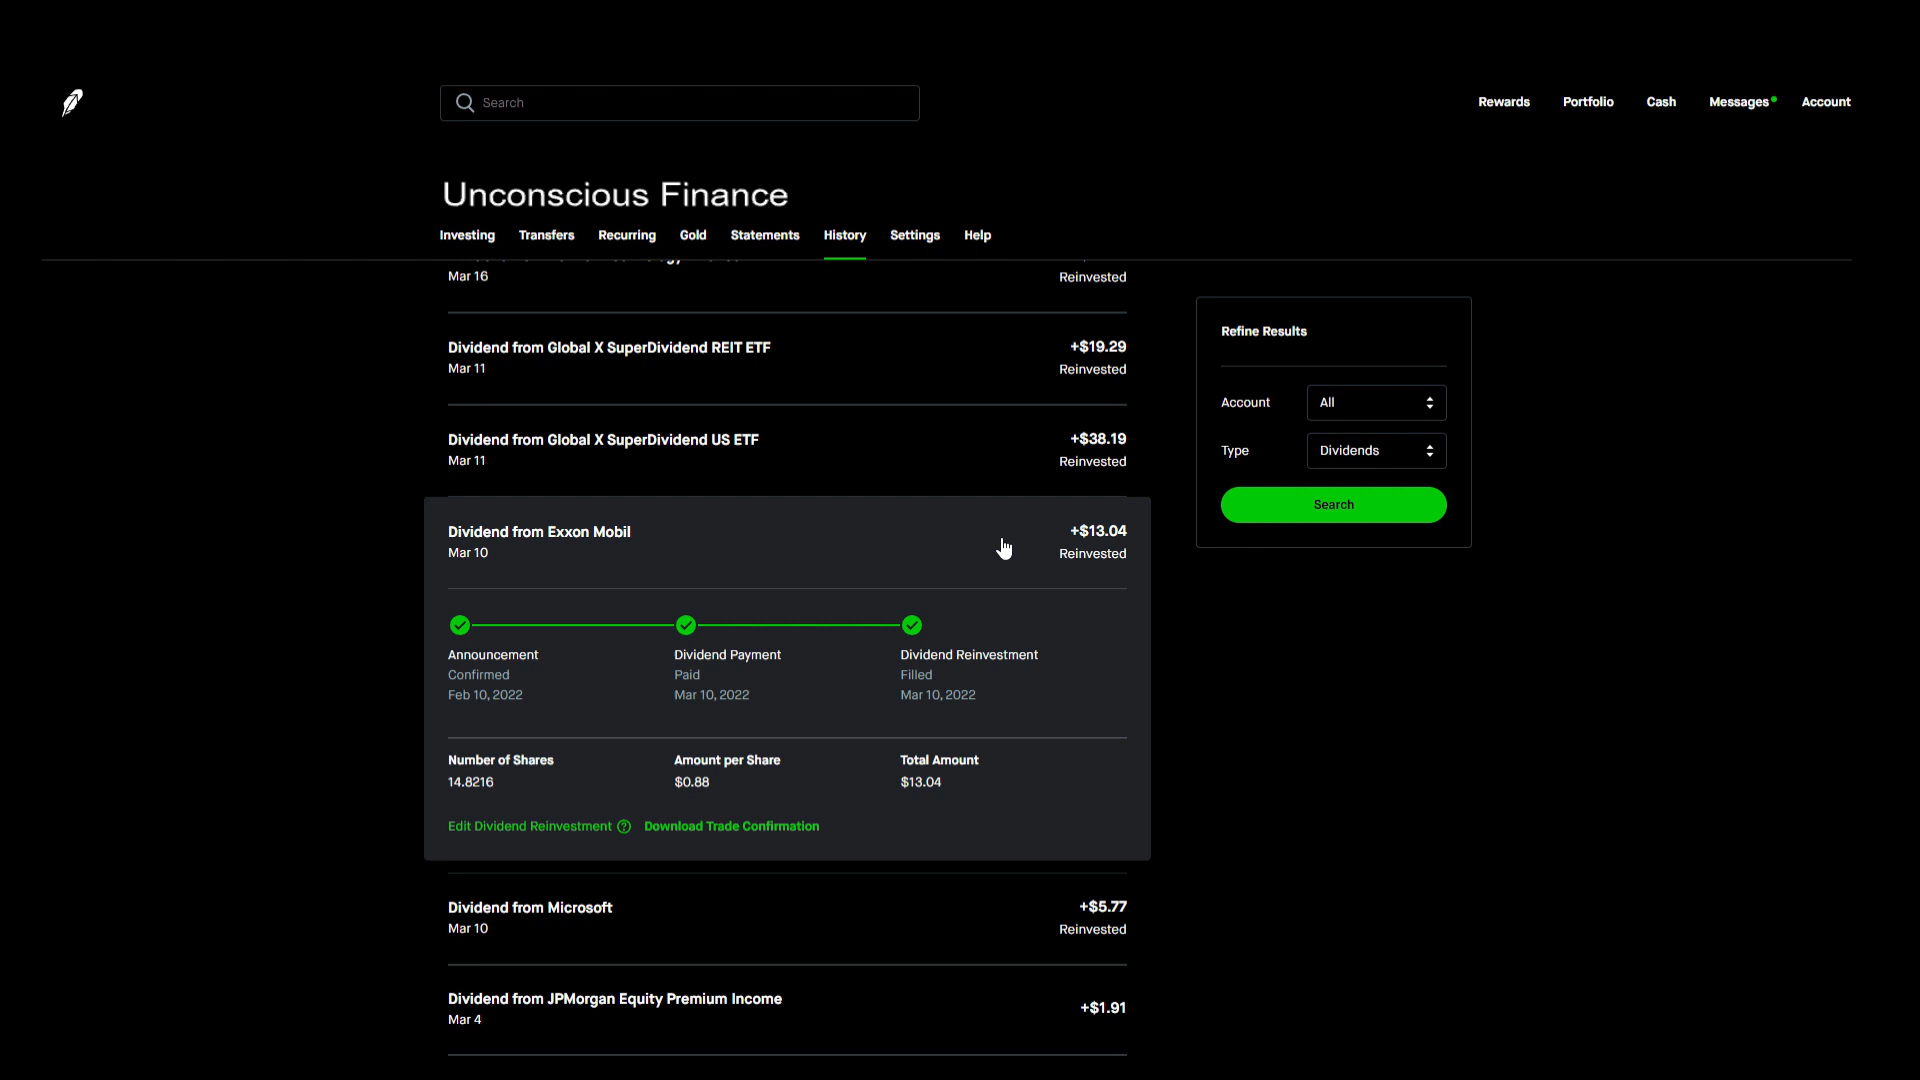 Search
Rewards
Portfolio
Cash
Messages
Account
Unconscious Finance
Investing
Transfers
Recurring
Gold
Statements
History
Settings
Help
Mar 16
Reinvested
Dividend from Global X SuperDividend REIT ETF
+$19.29
Mar 11
Reinvested
Dividend from Global X SuperDividend US ETF
+$38.19
Mar 11
Reinvested
Dividend from Exxon Mobil
+$13.04
Mar 10
Reinvested
Announcement
Confirmed
Feb 10, 2022
Dividend Payment
Paid
Mar 10, 2022
Dividend Reinvestment
Filled
Mar 10, 2022
Number of Shares
14.8216
Amount per Share
$0.88
Total Amount
$13.04
Edit Dividend Reinvestment
Download Trade Confirmation
Dividend from Microsoft
+$5.77
Mar 10
Reinvested
Dividend from JPMorgan Equity Premium Income
+$1.91
Mar 4
Refine Results
Account
All
Type
Dividends
Search